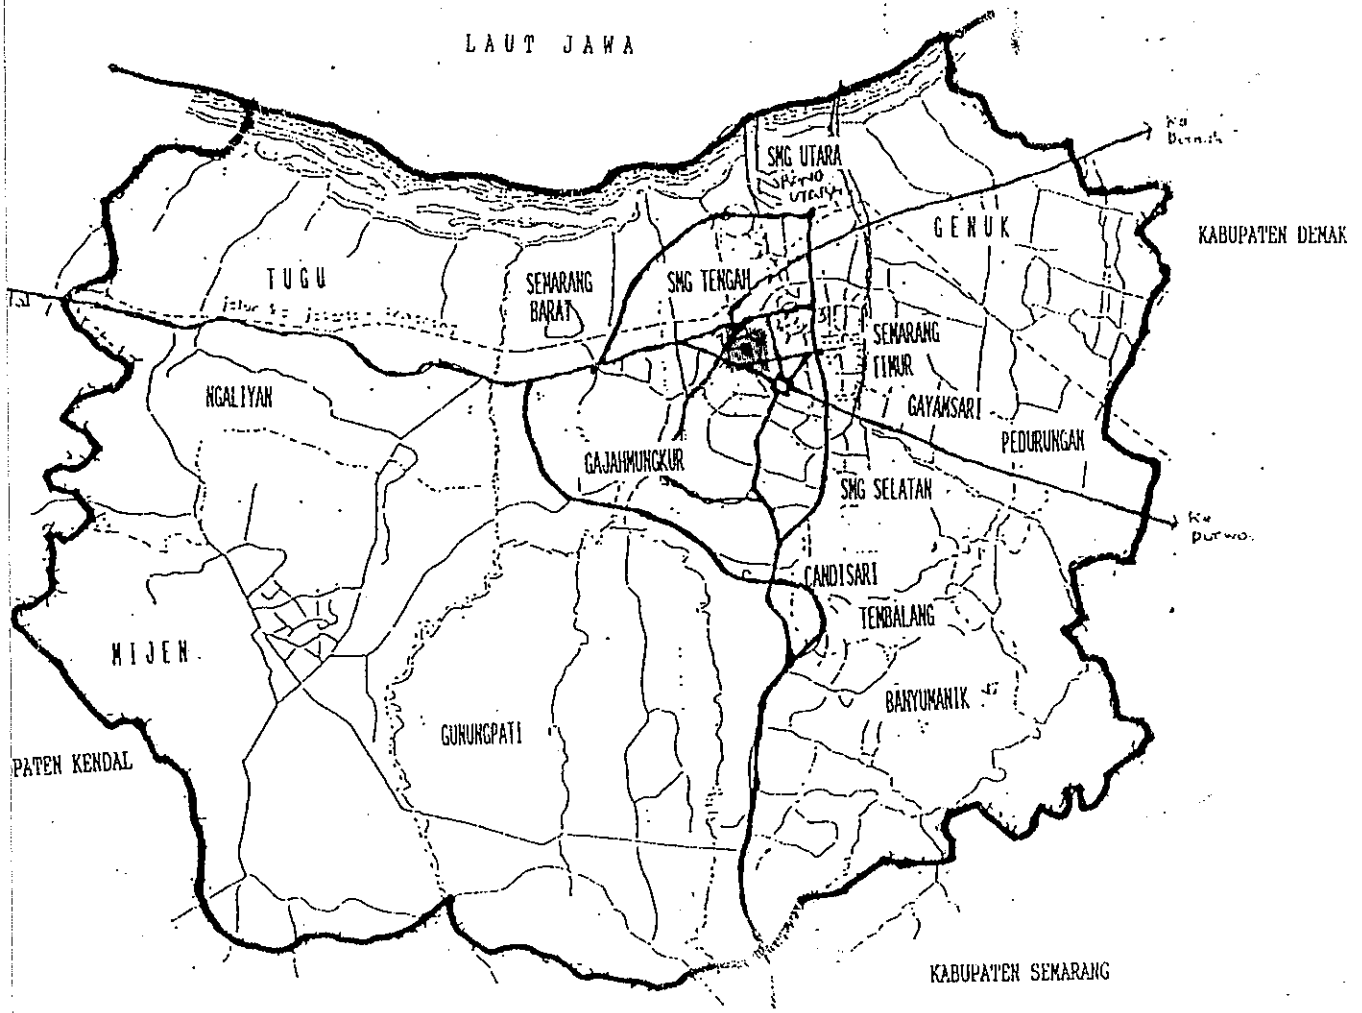 LAUT JAWA
SMG UTARA
GENUK
KABUPATEN DEMAK
TUGU
SEMARANG
BARAT
SMG TENGAH
SEMARANG
TIMUR
NGALIYAN
GAYAMSARI
PEDURUNGAN
GAJAHMUNGKUR
SMG SELATAN
CANDISARI
TEMBALANG
MIJEN
BANYUMANIK
GUNUNGPATI
PATEN KENDAL
KABUPATEN SEMARANG